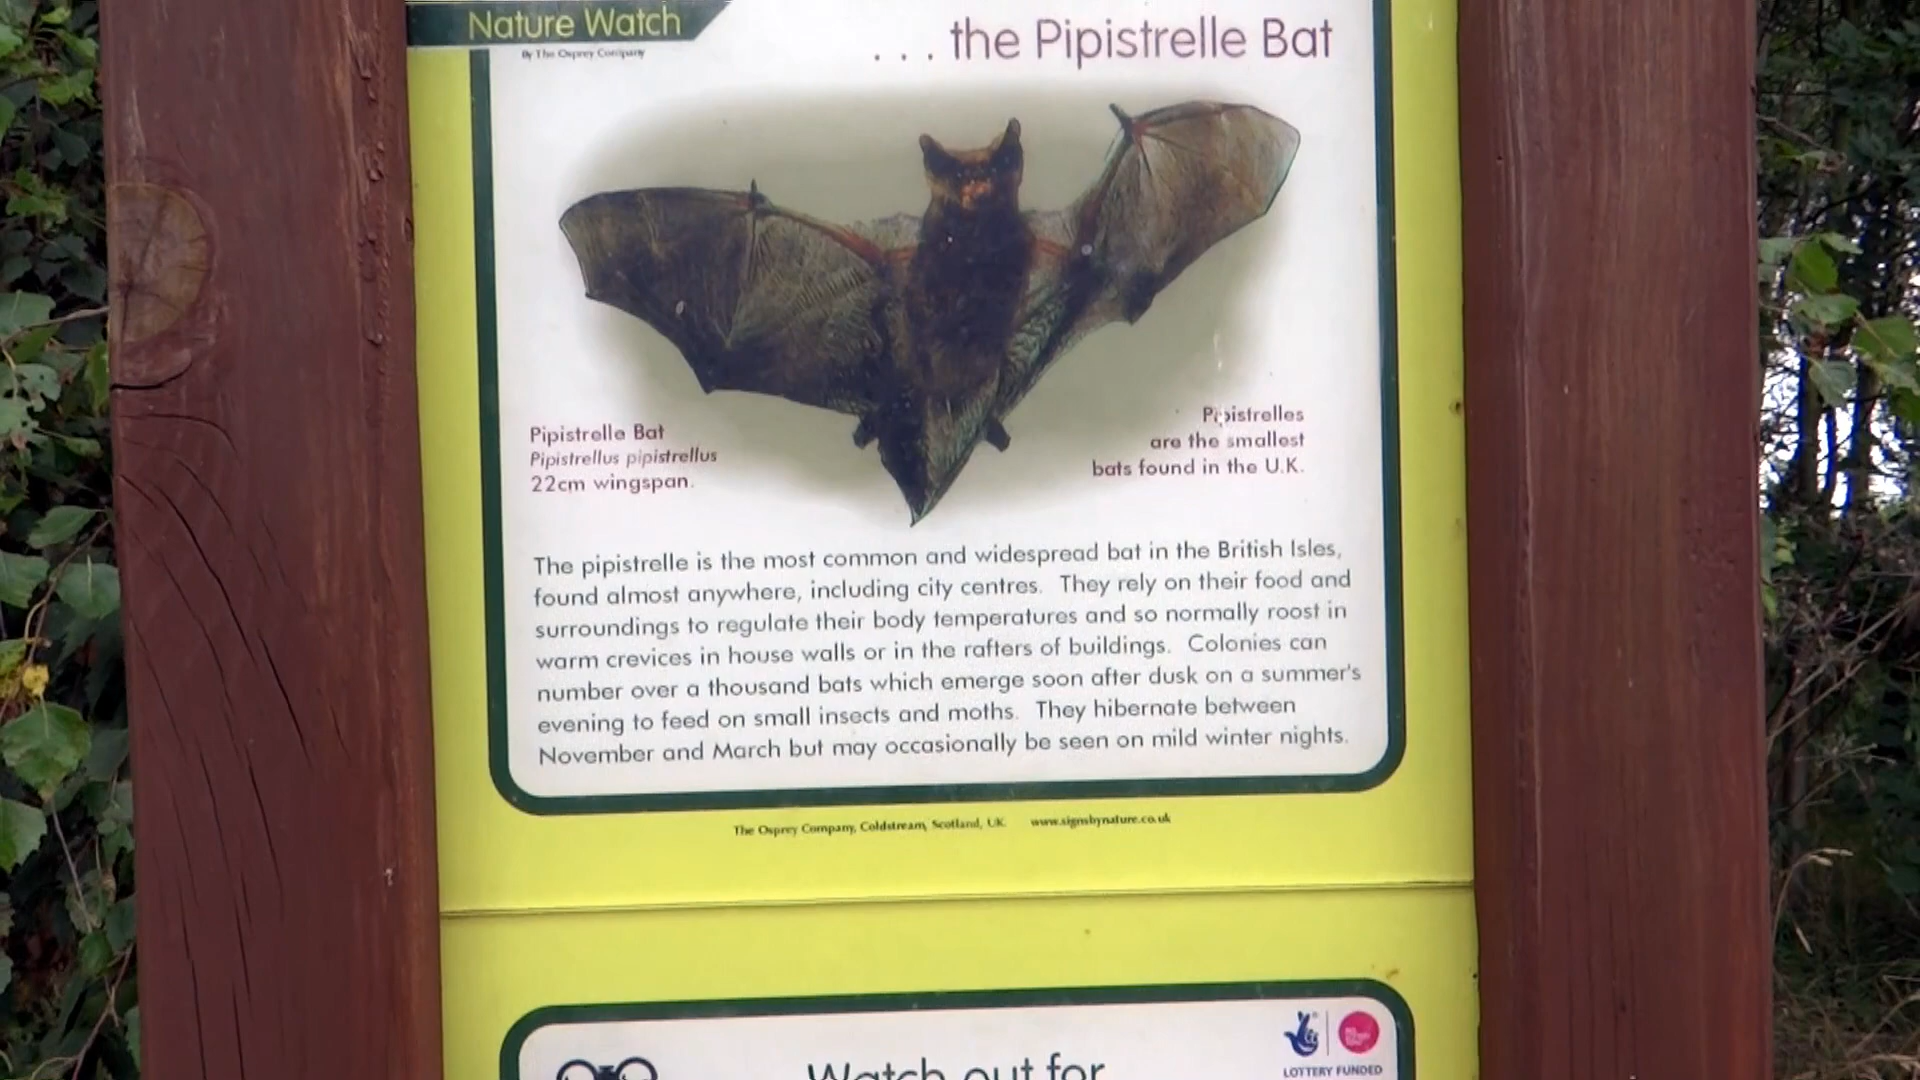 Nature Watch
By The Osprey Company
. . . the Pipistrelle Bat
Pipistrelle Bat
Pipistrellus pipistrellus
22cm wingspan.
Pipistrelles
are the smallest
bats found in the U.K.
The pipistrelle is the most common and widespread bat in the British Isles,
found almost anywhere, including city centres. They rely on their food and
surroundings to regulate their body temperatures and so normally roost in
warm crevices in house walls or in the rafters of buildings. Colonies can
number over a thousand bats which emerge soon after dusk on a summer's
evening to feed on small insects and moths. They hibernate between
November and March but may occasionally be seen on mild winter nights.
The Osprey Company, Coldstream, Scotland, UK. www.signsbynature.co.uk
Watch out for
LOTTERY FUNDED